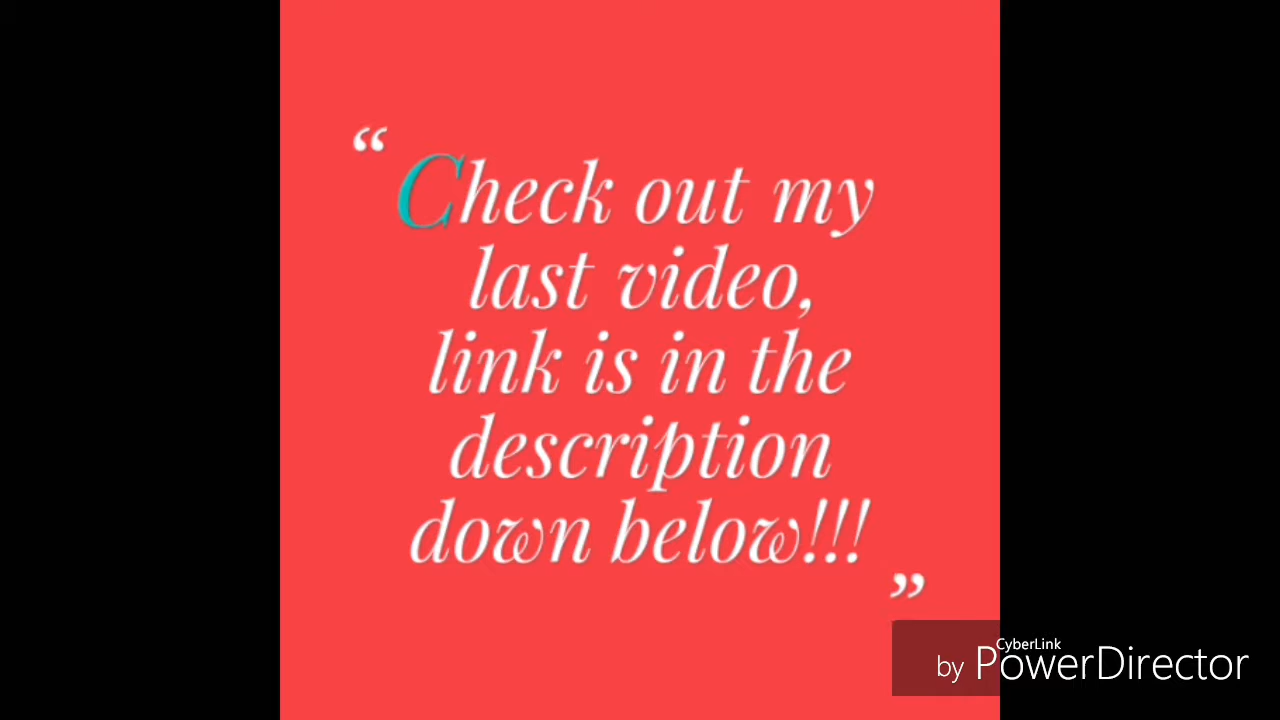 “
Check out my
last video,
link is in the
description
down below!!!
”
CyberLink
by PowerDirector